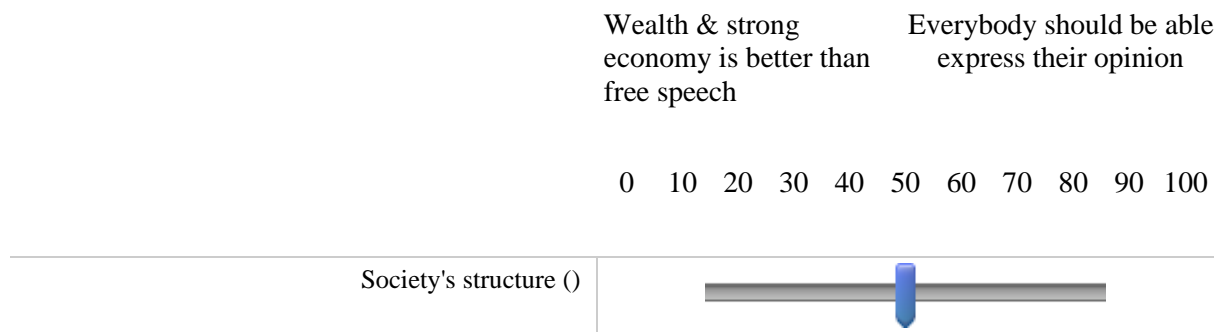 Wealth & strong
economy is better than
free speech
Everybody should be able
express their opinion
0 10 20 30 40 50 60 70 80 90 100
Society's structure ()